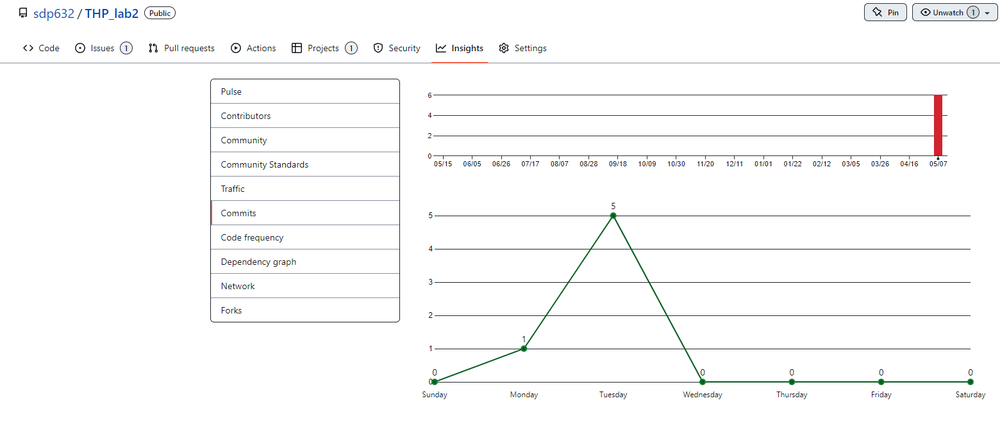 sdp632 / THP_lab2 Public Pin Unwatch 1
Code Issues 1 Pull requests Actions Projects 1 Security Insights Settings
Pulse
Contributors
Community
Community Standards
Traffic
Commits
Code frequency
Dependency graph
Network
Forks
6
4
2
0
05/15 06/05 06/26 07/17 08/07 08/28 09/18 10/09 10/30 11/20 12/11 01/01 01/22 02/12 03/05 03/26 04/16 05/07
5
5
4
3
2
1
1
0 0 0 0 0
0
Sunday Monday Tuesday Wednesday Thursday Friday Saturday